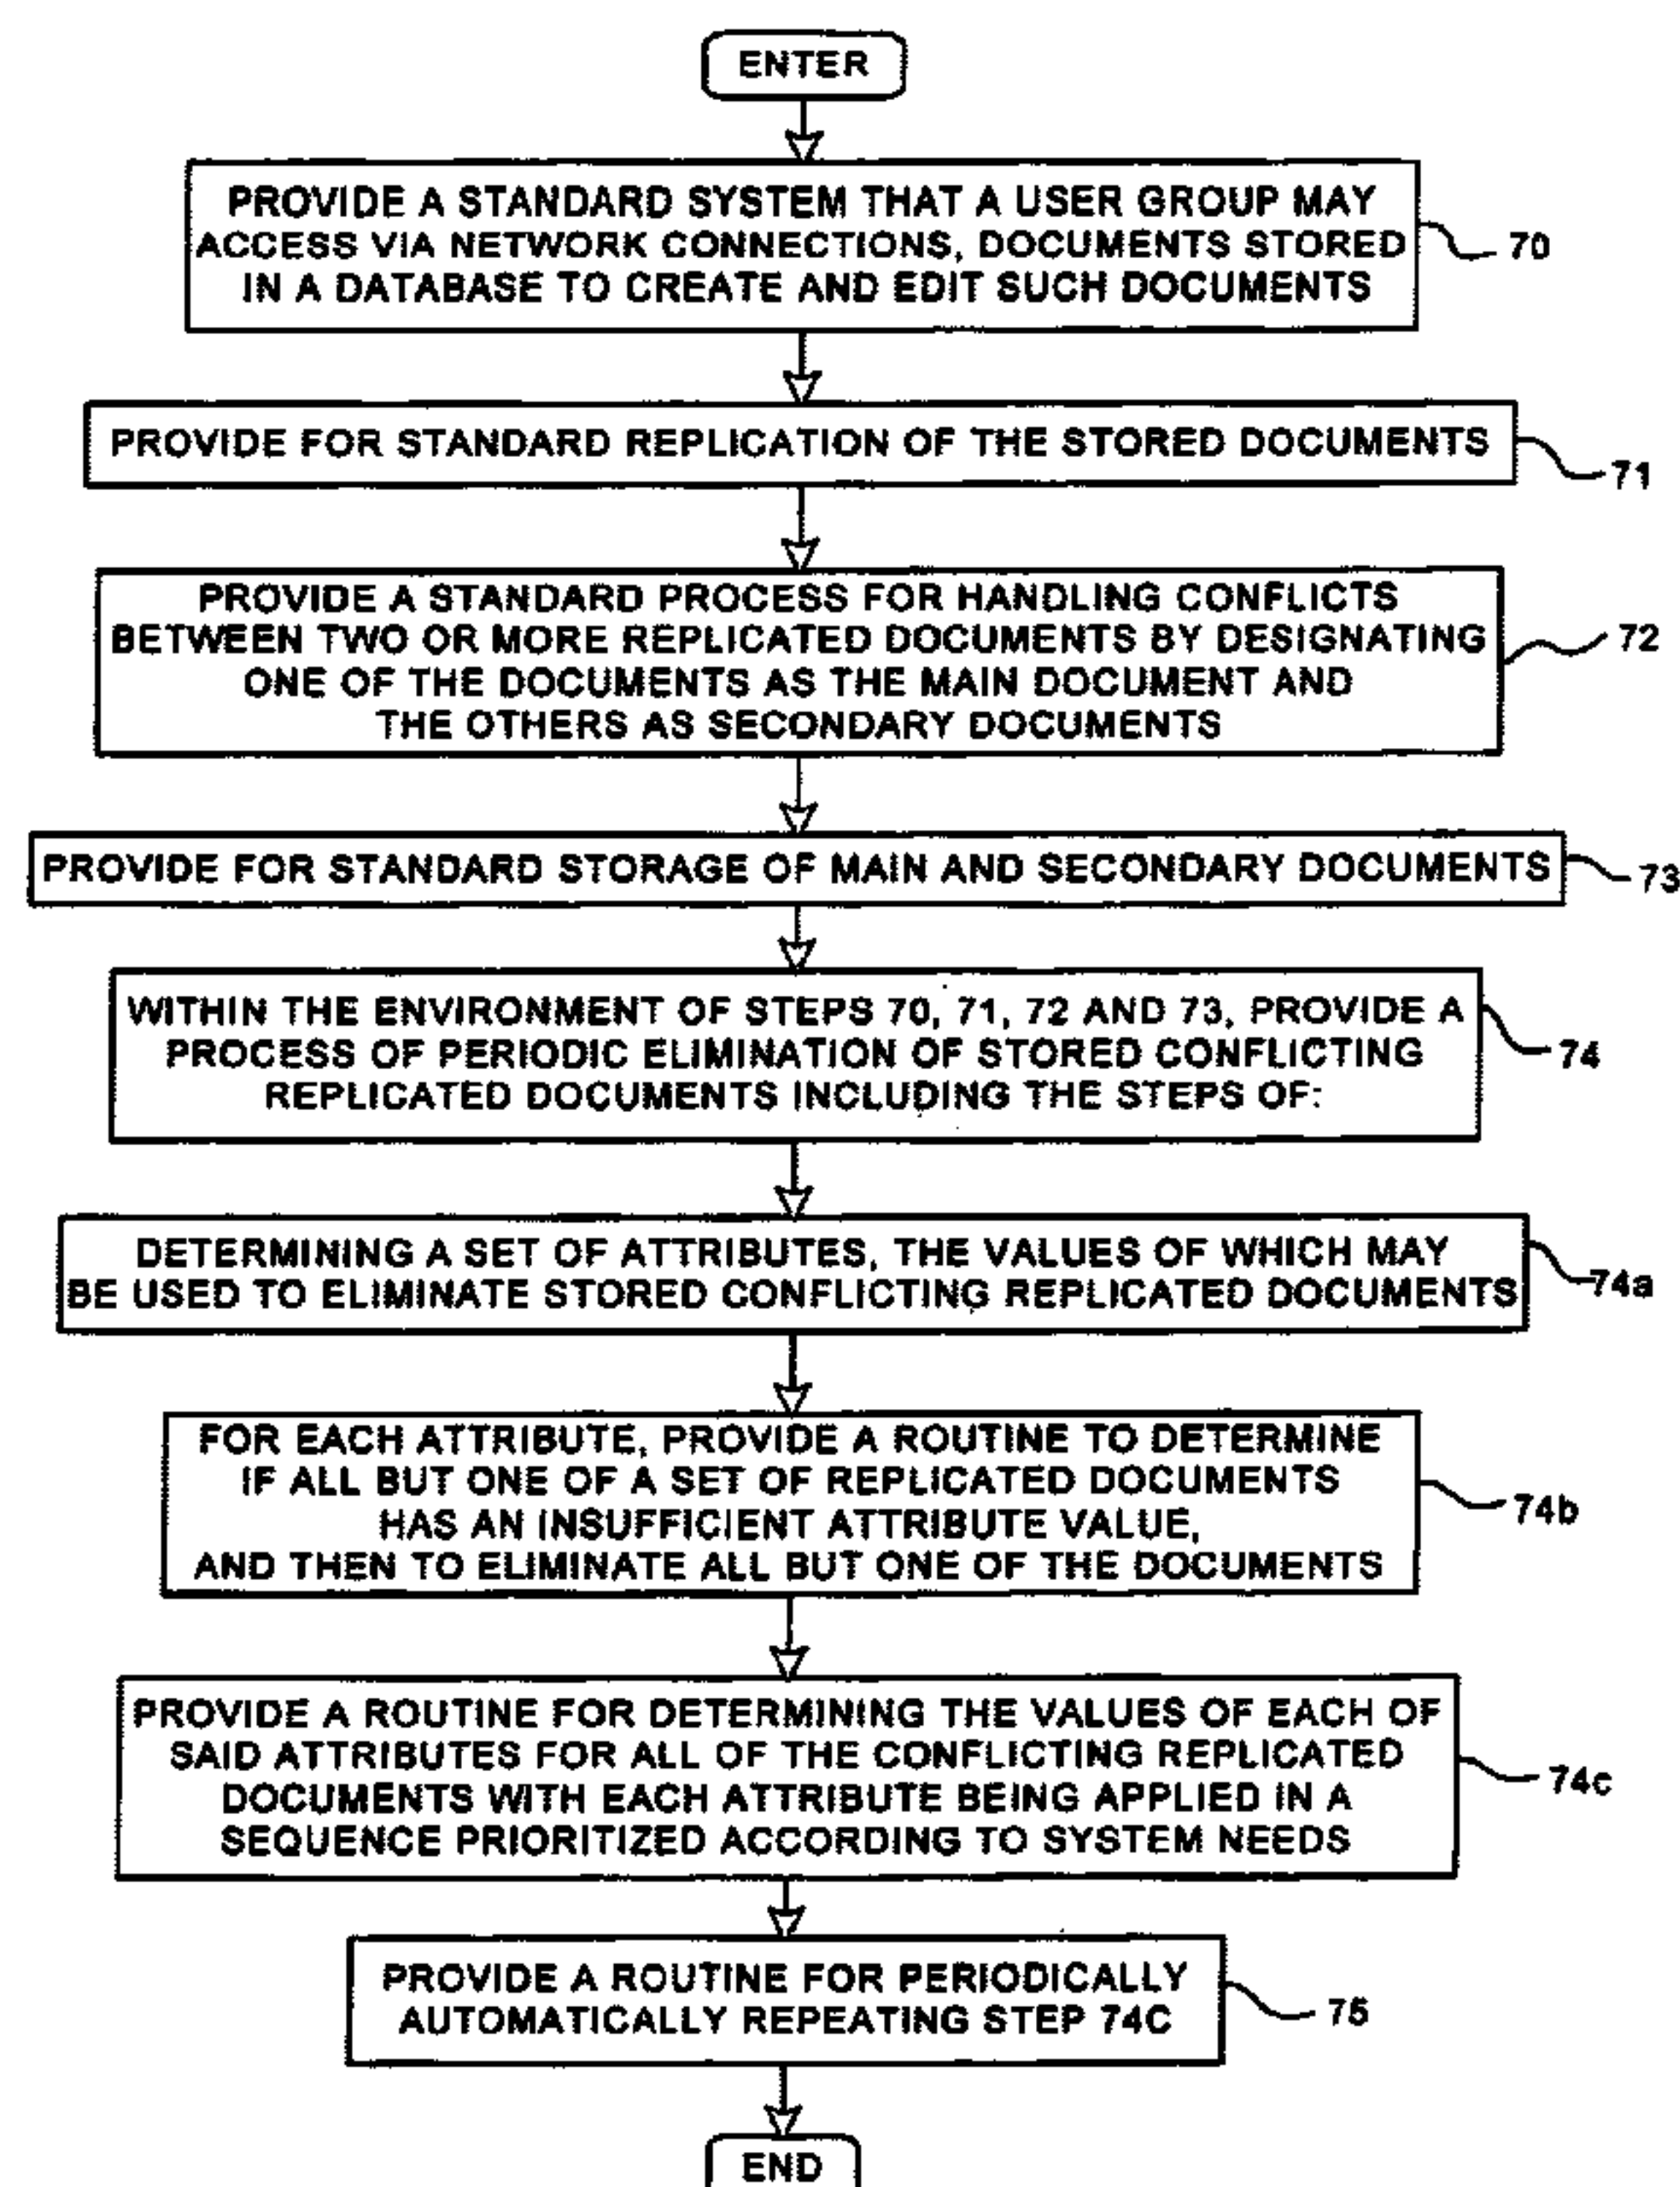 ENTER
PROVIDE A STANDARD SYSTEM THAT A USER GROUP MAY
ACCESS VIA NETWORK CONNECTIONS, DOCUMENTS STORED
IN A DATABASE TO CREATE AND EDIT SUCH DOCUMENTS
70
PROVIDE FOR STANDARD REPLICATION OF THE STORED DOCUMENTS
71
PROVIDE A STANDARD PROCESS FOR HANDLING CONFLICTS
BETWEEN TWO OR MORE REPLICATED DOCUMENTS BY DESIGNATING
ONE OF THE DOCUMENTS AS THE MAIN DOCUMENT AND
THE OTHERS AS SECONDARY DOCUMENTS
72
PROVIDE FOR STANDARD STORAGE OF MAIN AND SECONDARY DOCUMENTS
73
WITHIN THE ENVIRONMENT OF STEPS 70, 71, 72 AND 73, PROVIDE A
PROCESS OF PERIODIC ELIMINATION OF STORED CONFLICTING
REPLICATED DOCUMENTS INCLUDING THE STEPS OF:
74
DETERMINING A SET OF ATTRIBUTES, THE VALUES OF WHICH MAY
BE USED TO ELIMINATE STORED CONFLICTING REPLICATED DOCUMENTS
74a
FOR EACH ATTRIBUTE, PROVIDE A ROUTINE TO DETERMINE
IF ALL BUT ONE OF A SET OF REPLICATED DOCUMENTS
HAS AN INSUFFICIENT ATTRIBUTE VALUE,
AND THEN TO ELIMINATE ALL BUT ONE OF THE DOCUMENTS
74b
PROVIDE A ROUTINE FOR DETERMINING THE VALUES OF EACH OF
SAID ATTRIBUTES FOR ALL OF THE CONFLICTING REPLICATED
DOCUMENTS WITH EACH ATTRIBUTE BEING APPLIED IN A
SEQUENCE PRIORITIZED ACCORDING TO SYSTEM NEEDS
74c
PROVIDE A ROUTINE FOR PERIODICALLY
AUTOMATICALLY REPEATING STEP 74C
75
END